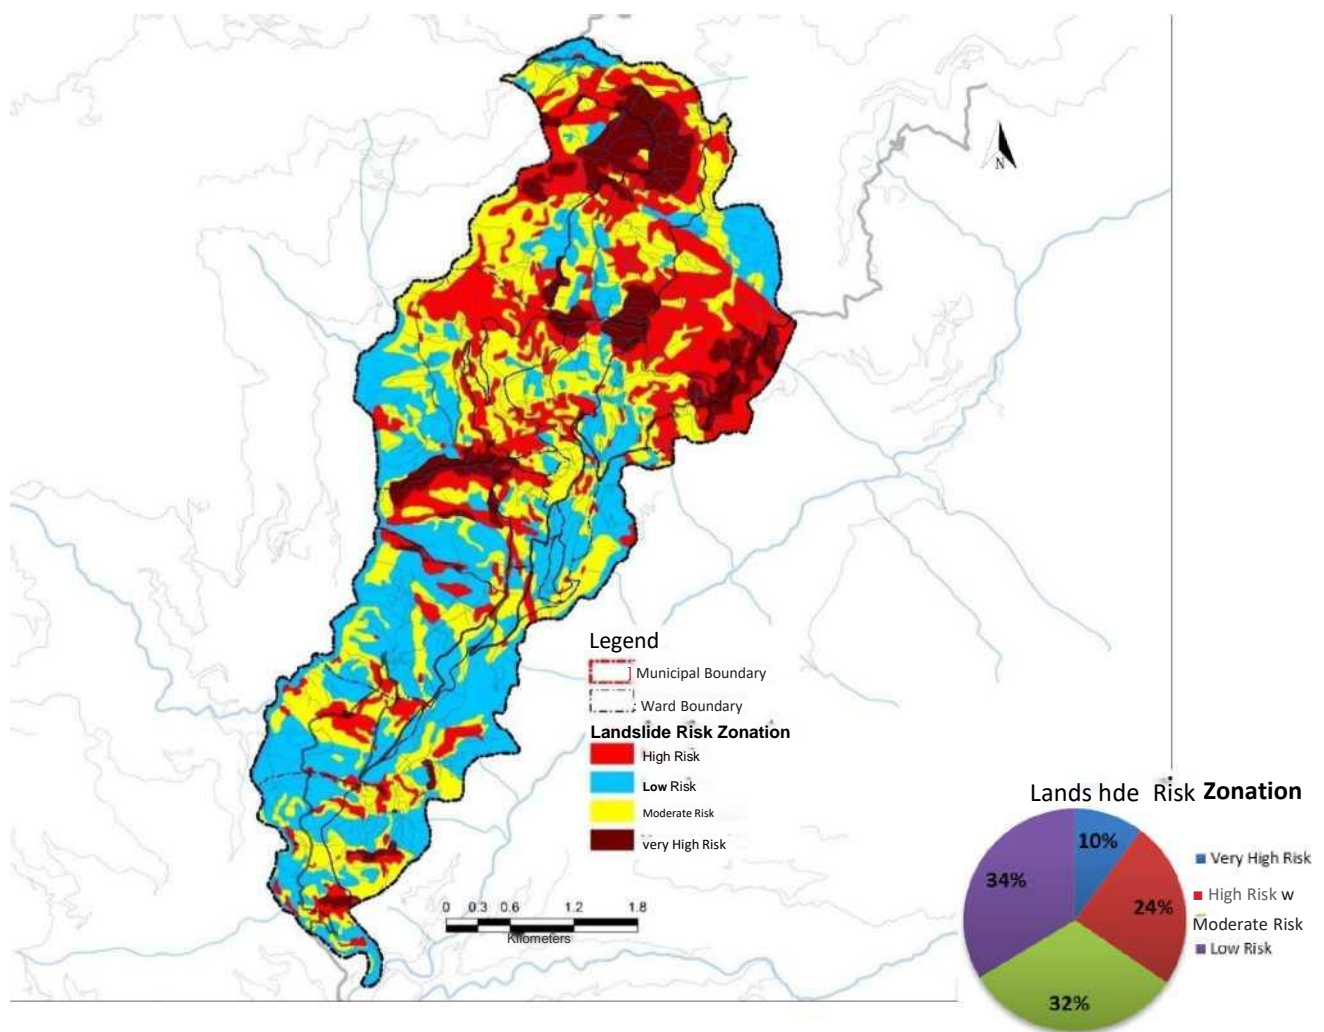 N
Legend
Municipal Boundary
Ward Boundary
Landslide Risk Zonation
High Risk
Low Risk
Moderate Risk
very High Risk
0 0.3 0.6 1.2 1.8
Kilometers
Lands hde Risk Zonation
10%
24%
32%
34%
Very High Risk
High Risk w
Moderate Risk
Low Risk